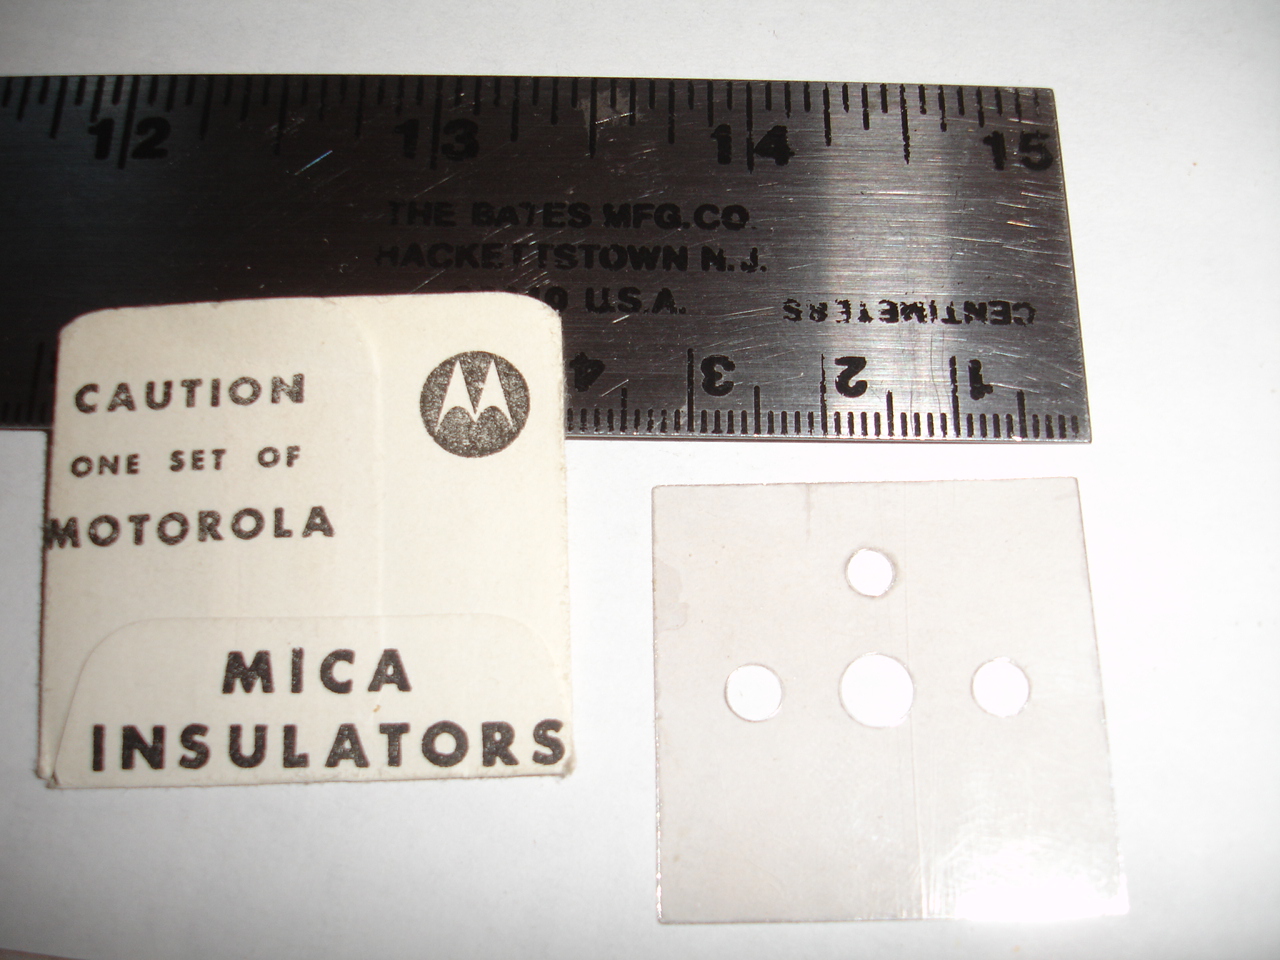 12 13 14 15
THE BATES MFG. CO.
HACKETTSTOWN N. J.
U.S.A.
CENTIMETERS
4 3 2 1
CAUTION
ONE SET OF
MOTOROLA
MICA
INSULATORS